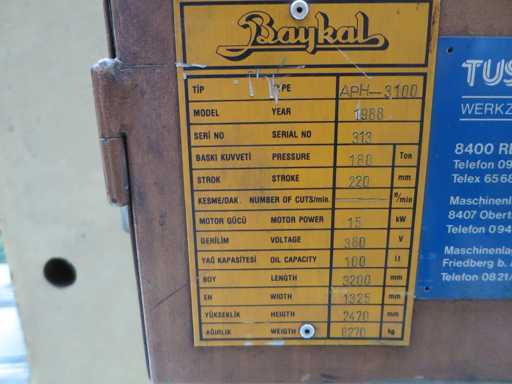 Baykal
TİP TYPE APH-3100
MODEL YEAR 1988
SERİ NO SERIAL NO 313
BASKI KUVVETİ PRESSURE 180 Ton
STROK STROKE 220 mm
KESME/DAK. NUMBER OF CUTS/min. n/min
MOTOR GÜCÜ MOTOR POWER 15 kW
GERİLİM VOLTAGE 380 V
YAĞ KAPASİTESİ OIL CAPACITY 100 lt
BOY LENGTH 3200 mm
EN WIDTH 1325 mm
YÜKSEKLİK HEIGTH 2470 mm
AĞIRLIK WEIGTH 8270 kg
TUS
WERKZ
8400 RE
Telefon 09
Telex 6568
Maschinenl
8407 Obert
Telefon 094
Maschinenlag
Friedberg b. A
Telefon 0821/